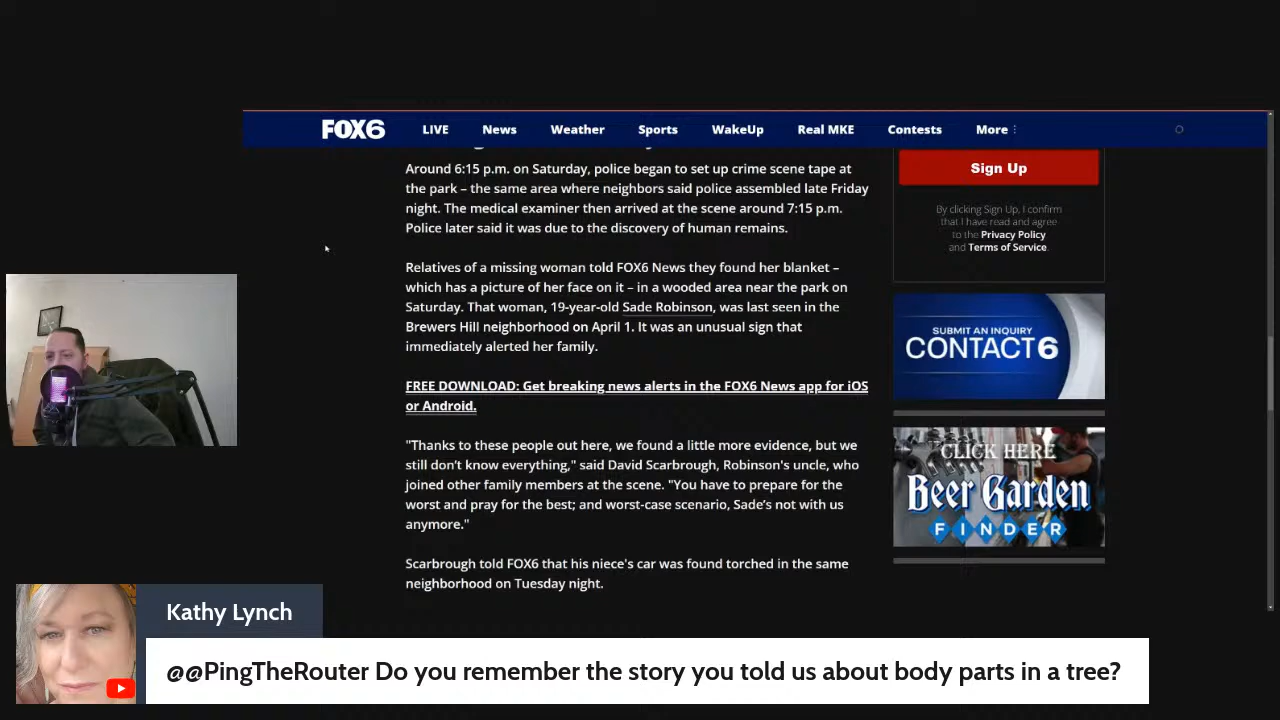 FOX6 LIVE News Weather Sports WakeUp Real MKE Contests More
Around 6:15 p.m. on Saturday, police began to set up crime scene tape at
the park – the same area where neighbors said police assembled late Friday
night. The medical examiner then arrived at the scene around 7:15 p.m.
Police later said it was due to the discovery of human remains.
Relatives of a missing woman told FOX6 News they found her blanket –
which has a picture of her face on it – in a wooded area near the park on
Saturday. That woman, 19-year-old Sade Robinson, was last seen in the
Brewers Hill neighborhood on April 1. It was an unusual sign that
immediately alerted her family.
FREE DOWNLOAD: Get breaking news alerts in the FOX6 News app for iOS
or Android.
"Thanks to these people out here, we found a little more evidence, but we
still don't know everything," said David Scarbrough, Robinson's uncle, who
joined other family members at the scene. "You have to prepare for the
worst and pray for the best; and worst-case scenario, Sade's not with us
anymore."
Scarbrough told FOX6 that his niece's car was found torched in the same
neighborhood on Tuesday night.
Sign Up
By clicking Sign Up, I confirm
that I have read and agree
to the Privacy Policy
and Terms of Service.
SUBMIT AN INQUIRY
CONTACT6
CLICK HERE
Beer Garden
FINDER
Kathy Lynch
@@PingTheRouter Do you remember the story you told us about body parts in a tree?